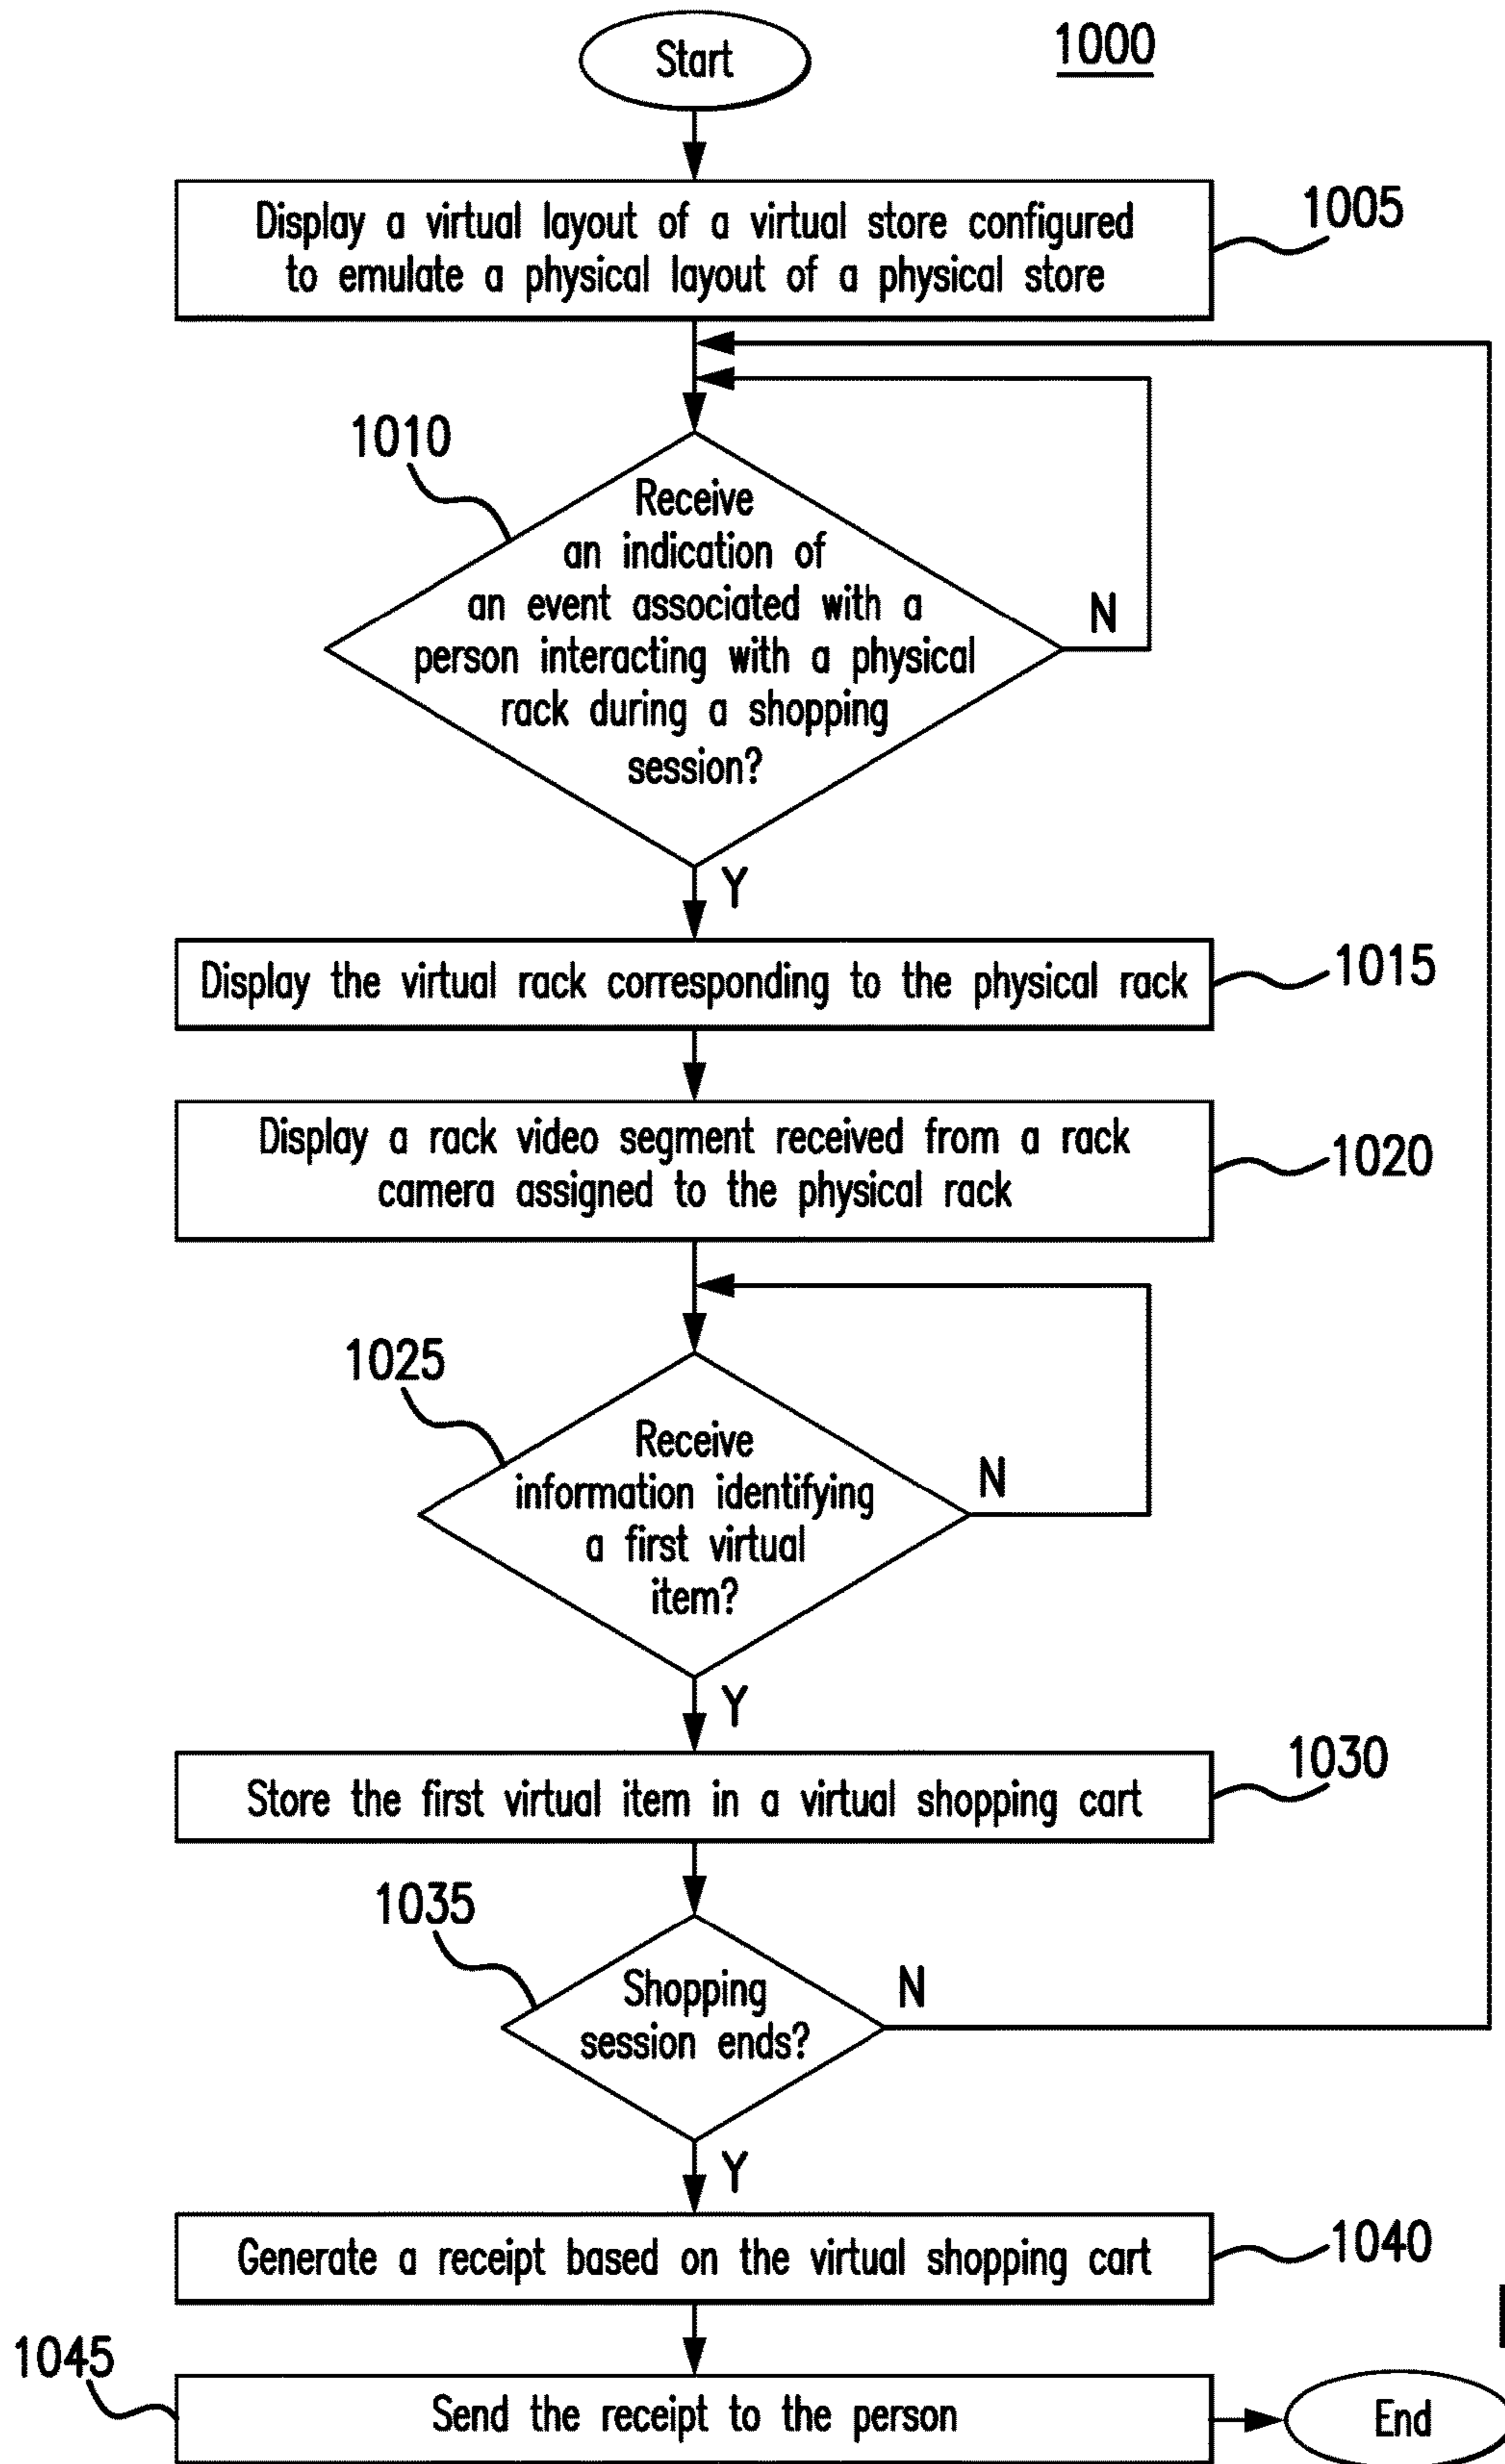 Start
1000
Display a virtual layout of a virtual store configured
to emulate a physical layout of a physical store
1005
1010
Receive
an indication of
an event associated with a
person interacting with a physical
rack during a shopping
session?
N
Y
Display the virtual rack corresponding to the physical rack
1015
Display a rack video segment received from a rack
camera assigned to the physical rack
1020
1025
Receive
information identifying
a first virtual
item?
N
Y
Store the first virtual item in a virtual shopping cart
1030
1035
Shopping
session ends?
N
Y
Generate a receipt based on the virtual shopping cart
1040
1045
Send the receipt to the person
End